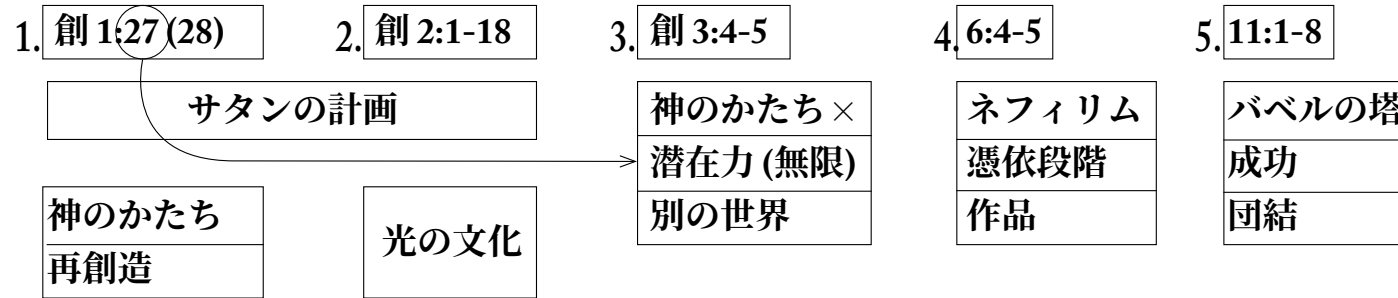 1. 創 1:27 (28)
2. 創 2:1-18
3. 創 3:4-5
4. 6:4-5
5. 11:1-8
サタンの計画
神のかたち
再創造
光の文化
神のかたち×
潜在力 (無限)
別の世界
ネフィリム
憑依段階
作品
バベルの塔
成功
団結